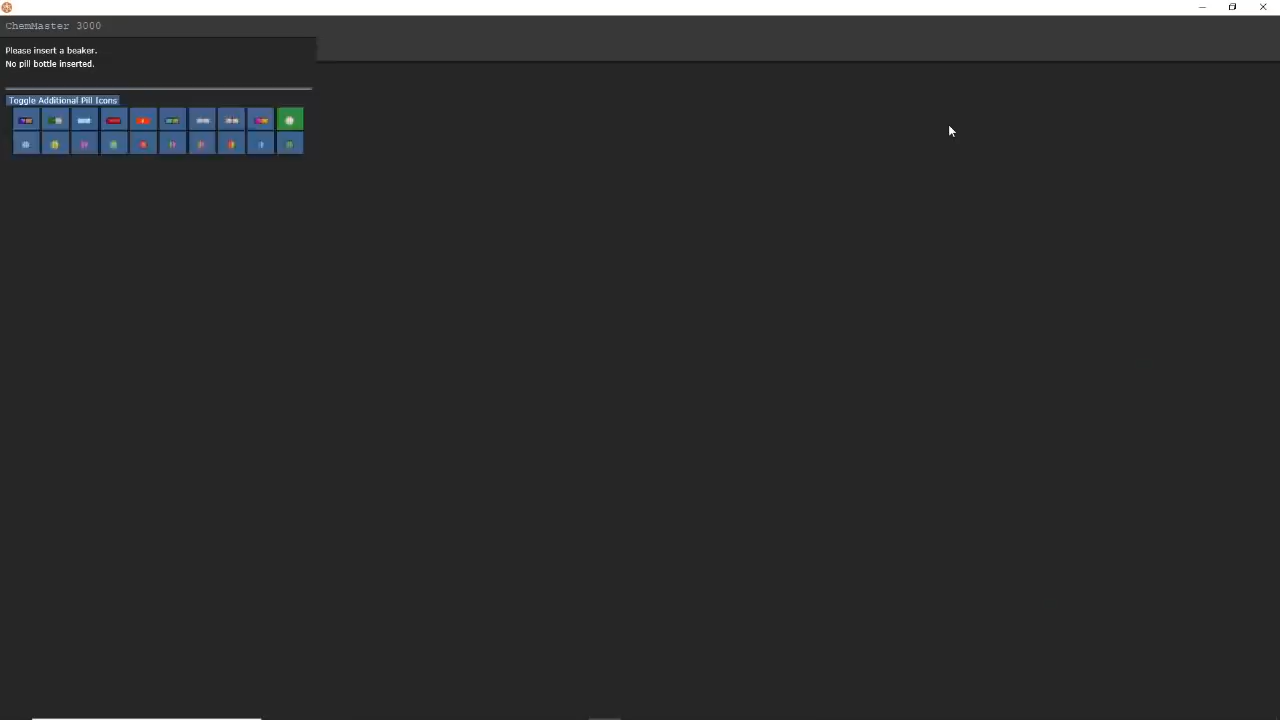 ChemMaster 3000
Please insert a beaker.
No pill bottle inserted.
Toggle Additional Pill Icons